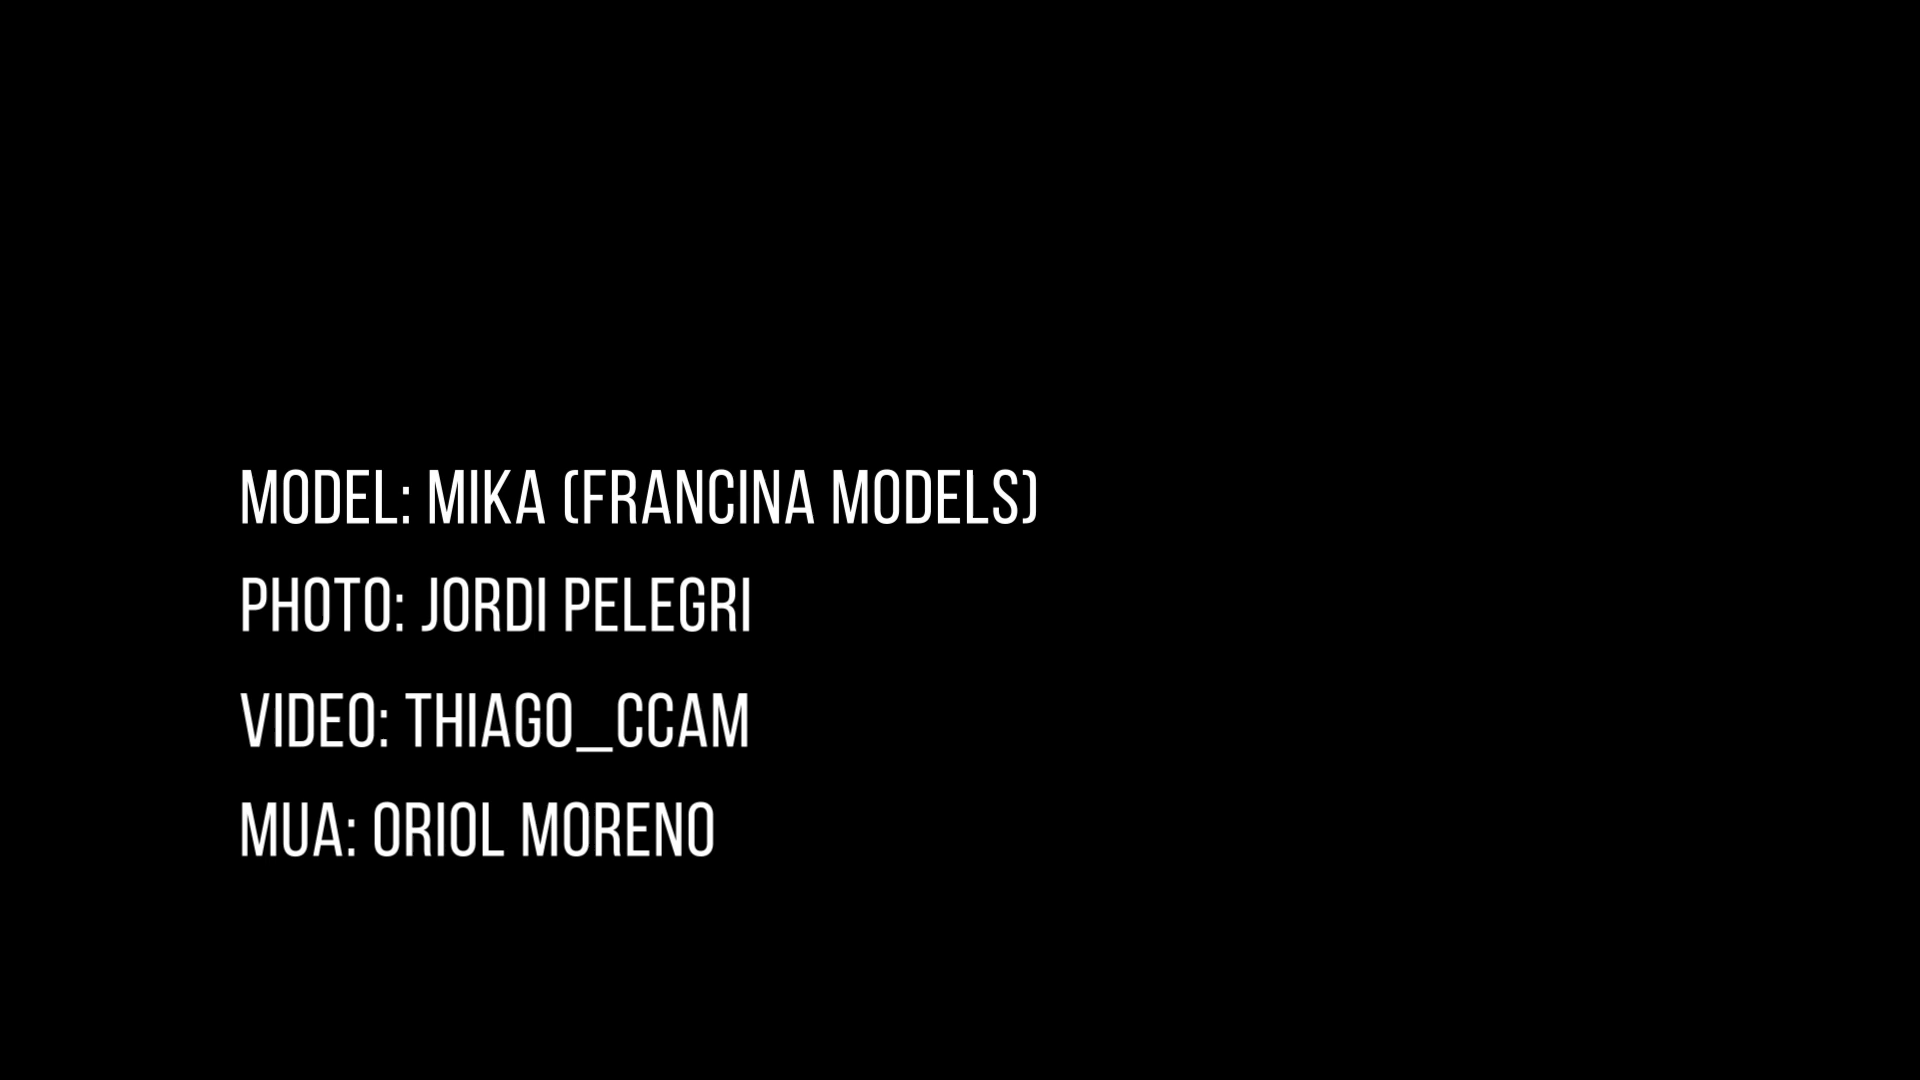 MODEL: MIKA (FRANCINA MODELS)
PHOTO: JORDI PELEGRI
VIDEO: THIAGO_CCAM
MUA: ORIOL MORENO